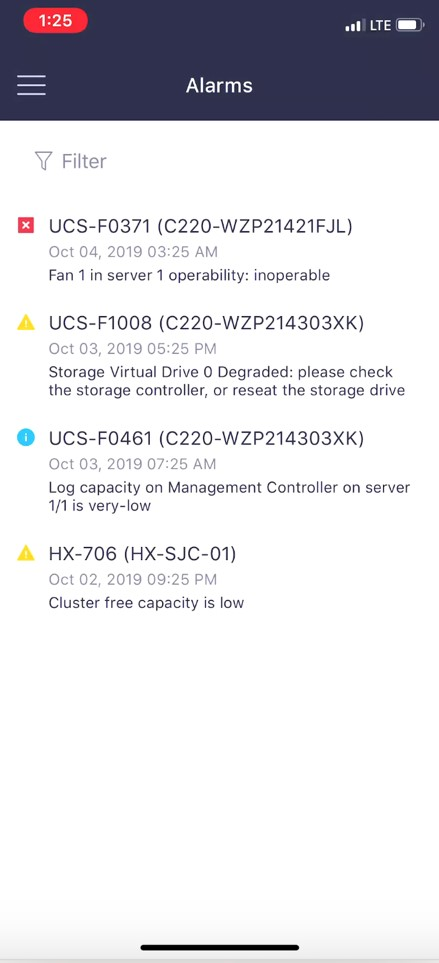 1:25
LTE
Alarms
Filter
UCS-F0371 (C220-WZP21421FJL)
Oct 04, 2019 03:25 AM
Fan 1 in server 1 operability: inoperable
UCS-F1008 (C220-WZP214303XK)
Oct 03, 2019 05:25 PM
Storage Virtual Drive 0 Degraded: please check
the storage controller, or reseat the storage drive
UCS-F0461 (C220-WZP214303XK)
Oct 03, 2019 07:25 AM
Log capacity on Management Controller on server
1/1 is very-low
HX-706 (HX-SJC-01)
Oct 02, 2019 09:25 PM
Cluster free capacity is low